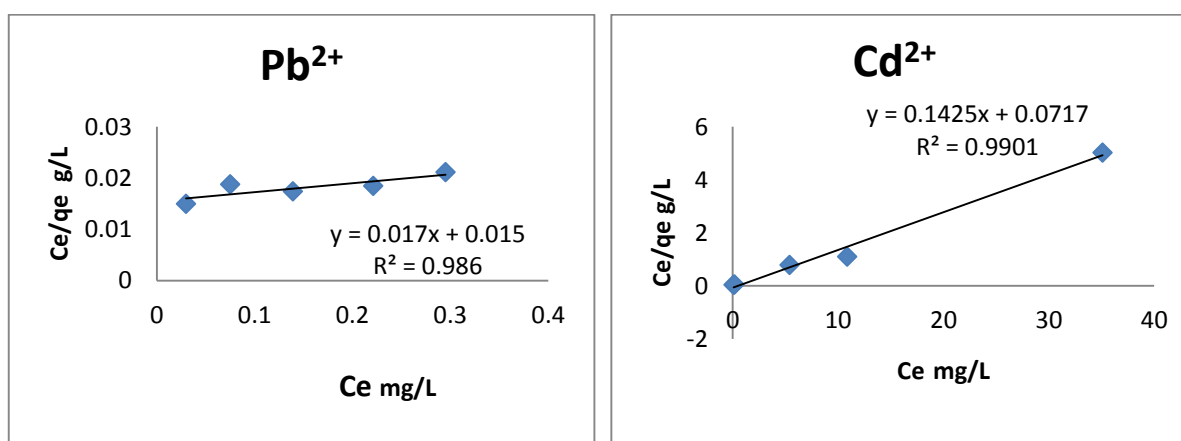 Pb²⁺
Ce/qe g/L
0.03
0.02
0.01
0
y = 0.017x + 0.015
R² = 0.986
0 0.1 0.2 0.3 0.4
Ce mg/L
Cd²⁺
Ce/qe g/L
6
4
2
0
-2
y = 0.1425x + 0.0717
R² = 0.9901
0 10 20 30 40
Ce mg/L